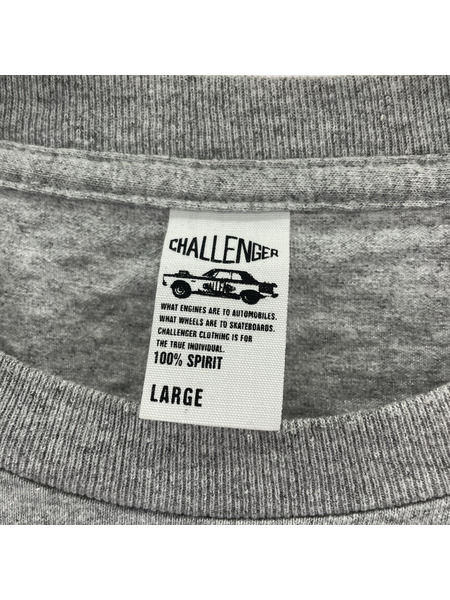 CHALLENGER
WHAT ENGINES ARE TO AUTOMOBILES.
WHAT WHEELS ARE TO SKATEBOARDS.
CHALLENGER CLOTHING IS FOR
THE TRUE INDIVIDUAL.
100% SPIRIT
LARGE